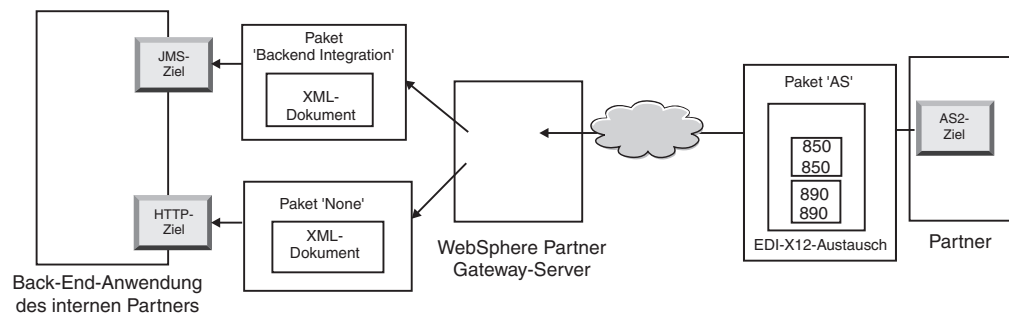 JMS-
Ziel
Paket
'Backend Integration'
XML-
Dokument
HTTP-
Ziel
Paket 'None'
XML-
Dokument
Back-End-Anwendung
des internen Partners
WebSphere Partner
Gateway-Server
Paket 'AS'
850
850
890
890
EDI-X12-Austausch
AS2-
Ziel
Partner